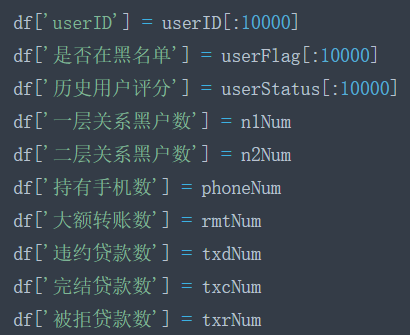 df['userID'] = userID[:10000]
df['是否在黑名单'] = userFlag[:10000]
df['历史用户评分'] = userStatus[:10000]
df['一层关系黑户数'] = n1Num
df['二层关系黑户数'] = n2Num
df['持有手机数'] = phoneNum
df['大额转账数'] = rmtNum
df['违约贷款数'] = txdNum
df['完结贷款数'] = txcNum
df['被拒贷款数'] = txrNum